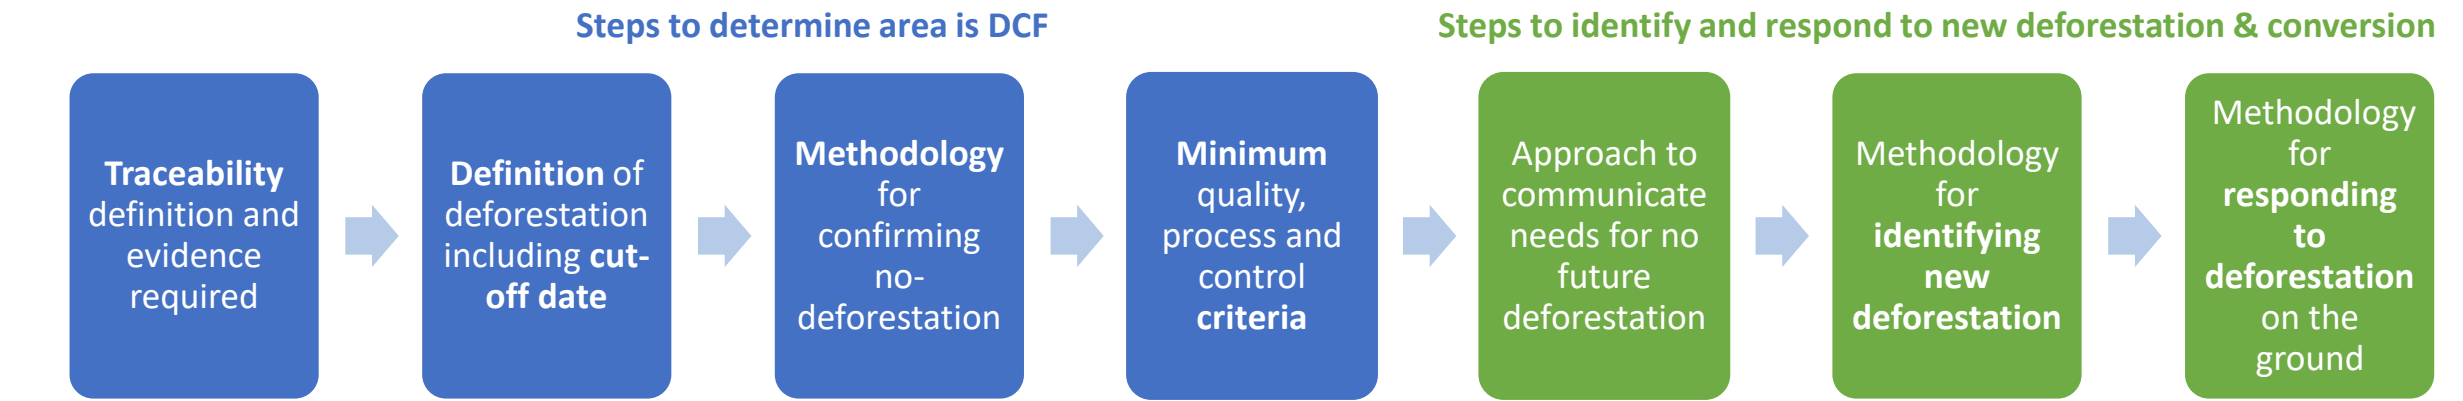 Steps to determine area is DCF
Steps to identify and respond to new deforestation & conversion
Traceability
definition and
evidence
required
Definition of
deforestation
including cut-
off date
Methodology
for
confirming
no-
deforestation
Minimum
quality,
process and
control
criteria
Approach to
communicate
needs for no
future
deforestation
Methodology
for
identifying
new
deforestation
Methodology
for
responding
to
deforestation
on the
ground